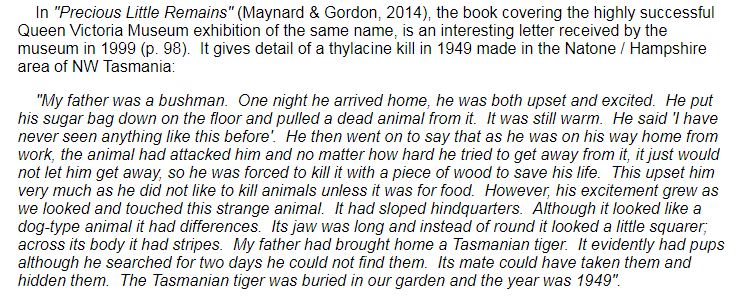 In "Precious Little Remains" (Maynard & Gordon, 2014), the book covering the highly successful
Queen Victoria Museum exhibition of the same name, is an interesting letter received by the
museum in 1999 (p. 98).  It gives detail of a thylacine kill in 1949 made in the Natone / Hampshire
area of NW Tasmania:
"My father was a bushman.  One night he arrived home, he was both upset and excited.  He put
his sugar bag down on the floor and pulled a dead animal from it.  It was still warm.  He said 'I have
never seen anything like this before'.  He then went on to say that as he was on his way home from
work, the animal had attacked him and no matter how hard he tried to get away from it, it just would
not let him get away, so he was forced to kill it with a piece of wood to save his life.  This upset him
very much as he did not like to kill animals unless it was for food.  However, his excitement grew as
we looked and touched this strange animal.  It had sloped hindquarters.  Although it looked like a
dog-type animal it had differences.  Its jaw was long and instead of round it looked a little squarer;
across its body it had stripes.  My father had brought home a Tasmanian tiger.  It evidently had pups
although he searched for two days he could not find them.  Its mate could have taken them and
hidden them.  The Tasmanian tiger was buried in our garden and the year was 1949".